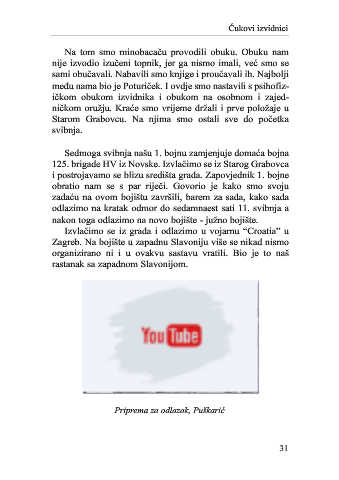 Čukovi izvidnici
Na tom smo minobacaču provodili obuku. Obuku nam
nije izvodio izučeni topnik, jer ga nismo imali, već smo se
sami obučavali. Nabavili smo knjige i proučavali ih. Najbolji
među nama bio je Poturiček. I ovdje smo nastavili s psihofiz-
ičkom obukom izvidnika i obukom na osobnom i zajed-
ničkom oružju. Kraće smo vrijeme držali i prve položaje u
Starom Grabovcu. Na njima smo ostali sve do početka
svibnja.
Sedmoga svibnja našu 1. bojnu zamjenjuje domaća bojna
125. brigade HV iz Novske. Izvlačimo se iz Starog Grabovca
i postrojavamo se blizu središta grada. Zapovjednik 1. bojne
obratio nam se s par riječi. Govorio je kako smo svoju
zadaću na ovom bojištu završili, barem za sada, kako sada
odlazimo na kratak odmor do sedamnaest sati 11. svibnja a
nakon toga odlazimo na novo bojište - južno bojište.
Izvlačimo se iz grada i odlazimo u vojarnu “Croatia“ u
Zagreb. Na bojište u zapadnu Slavoniju više se nikad nismo
organizirano ni i u ovakvu sastavu vratili. Bio je to naš
rastanak sa zapadnom Slavonijom.
YouTube
Priprema za odlazak, Puškarić
31